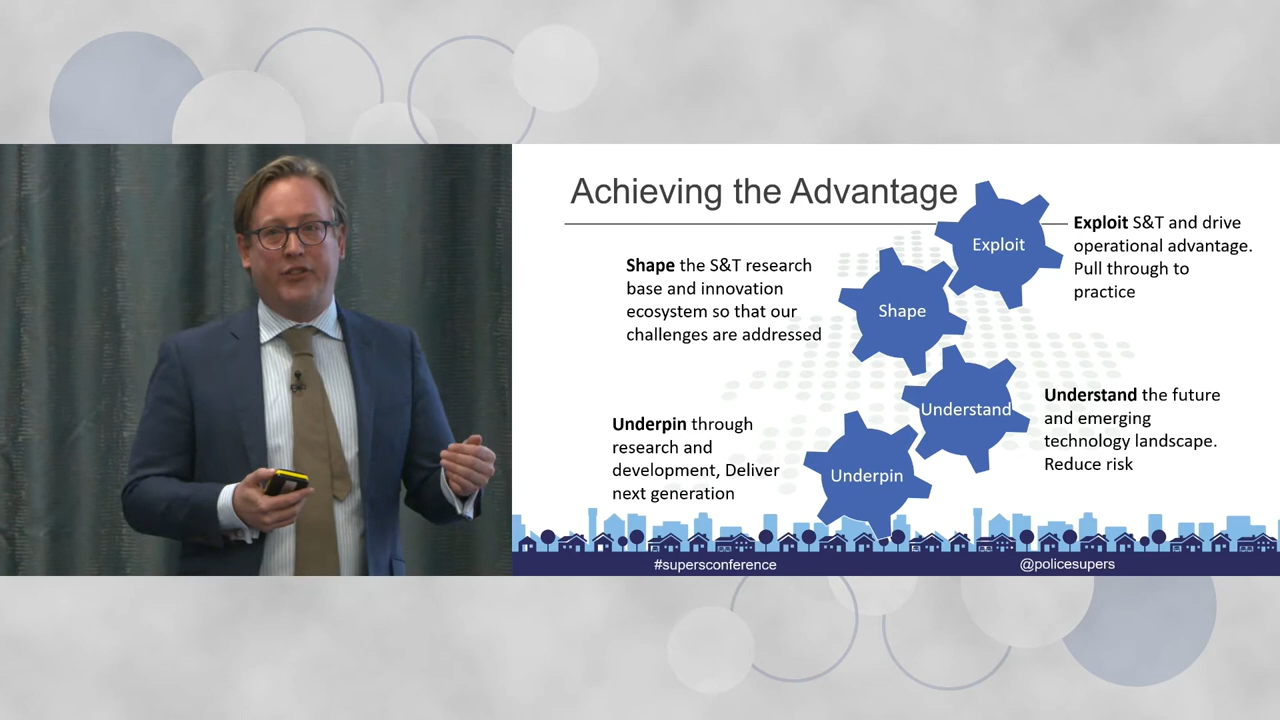 Achieving the Advantage
Exploit
Exploit S&T and drive
operational advantage.
Pull through to
practice
Shape the S&T research
base and innovation
ecosystem so that our
challenges are addressed
Shape
Understand
Understand the future
and emerging
technology landscape.
Reduce risk
Underpin through
research and
development, Deliver
next generation
Underpin
#supersconference
@policesupers